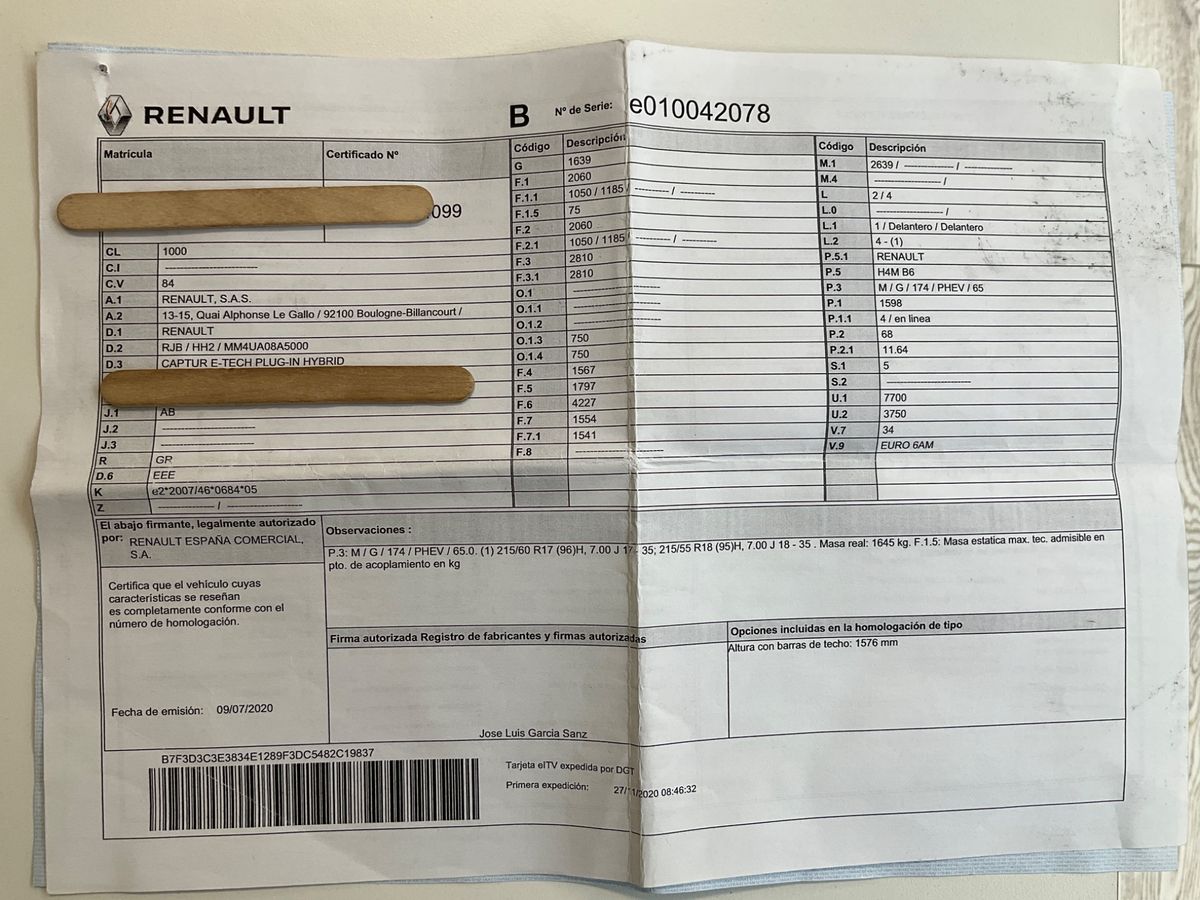 RENAULT
B Nº de Serie: e010042078
Matrícula Certificado Nº
099
CL 1000
C.I --------------------------
C.V 84
A.1 RENAULT, S.A.S.
A.2 13-15, Quai Alphonse Le Gallo / 92100 Boulogne-Billancourt /
D.1 RENAULT
D.2 RJB / HH2 / MM4UA08A5000
D.3 CAPTUR E-TECH PLUG-IN HYBRID
J.1 AB
J.2 --------------------------
J.3 --------------------------
R GR
D.6 EEE
K e2*2007/46*0684*05
Z ---------------- / --------------------
Código Descripción
G 1639
F.1 2060
F.1.1 1050 / 1185 / ---------- / ----------
F.1.5 75
F.2 2060
F.2.1 1050 / 1185 / ---------- / ----------
F.3 2810
F.3.1 2810
O.1 --------------------------
O.1.1 --------------------------
O.1.2 --------------------------
O.1.3 750
O.1.4 750
F.4 1567
F.5 1797
F.6 4227
F.7 1554
F.7.1 1541
F.8 --------------------------
Código Descripción
M.1 2639 / -------------- / --------------
M.4 -------------------- /
L 2 / 4
L.0 -------------------- /
L.1 1 / Delantero / Delantero
L.2 4 - (1)
P.5.1 RENAULT
P.5 H4M B6
P.3 M / G / 174 / PHEV / 65
P.1 1598
P.1.1 4 / en linea
P.2 68
P.2.1 11.64
S.1 5
S.2 --------------------------
U.1 7700
U.2 3750
V.7 34
V.9 EURO 6AM
El abajo firmante, legalmente autorizado
por: RENAULT ESPAÑA COMERCIAL,
S.A.
Certifica que el vehículo cuyas
características se reseñan
es completamente conforme con el
número de homologación.
Fecha de emisión: 09/07/2020
Observaciones :
P.3: M / G / 174 / PHEV / 65.0. (1) 215/60 R17 (96)H, 7.00 J 17 - 35; 215/55 R18 (95)H, 7.00 J 18 - 35 . Masa real: 1645 kg. F.1.5: Masa estatica max. tec. admisible en
pto. de acoplamiento en kg
Firma autorizada Registro de fabricantes y firmas autorizadas
Jose Luis Garcia Sanz
Opciones incluidas en la homologación de tipo
Altura con barras de techo: 1576 mm
B7F3D3C3E3834E1289F3DC5482C19837
Tarjeta eITV expedida por DGT
Primera expedición: 27/11/2020 08:46:32